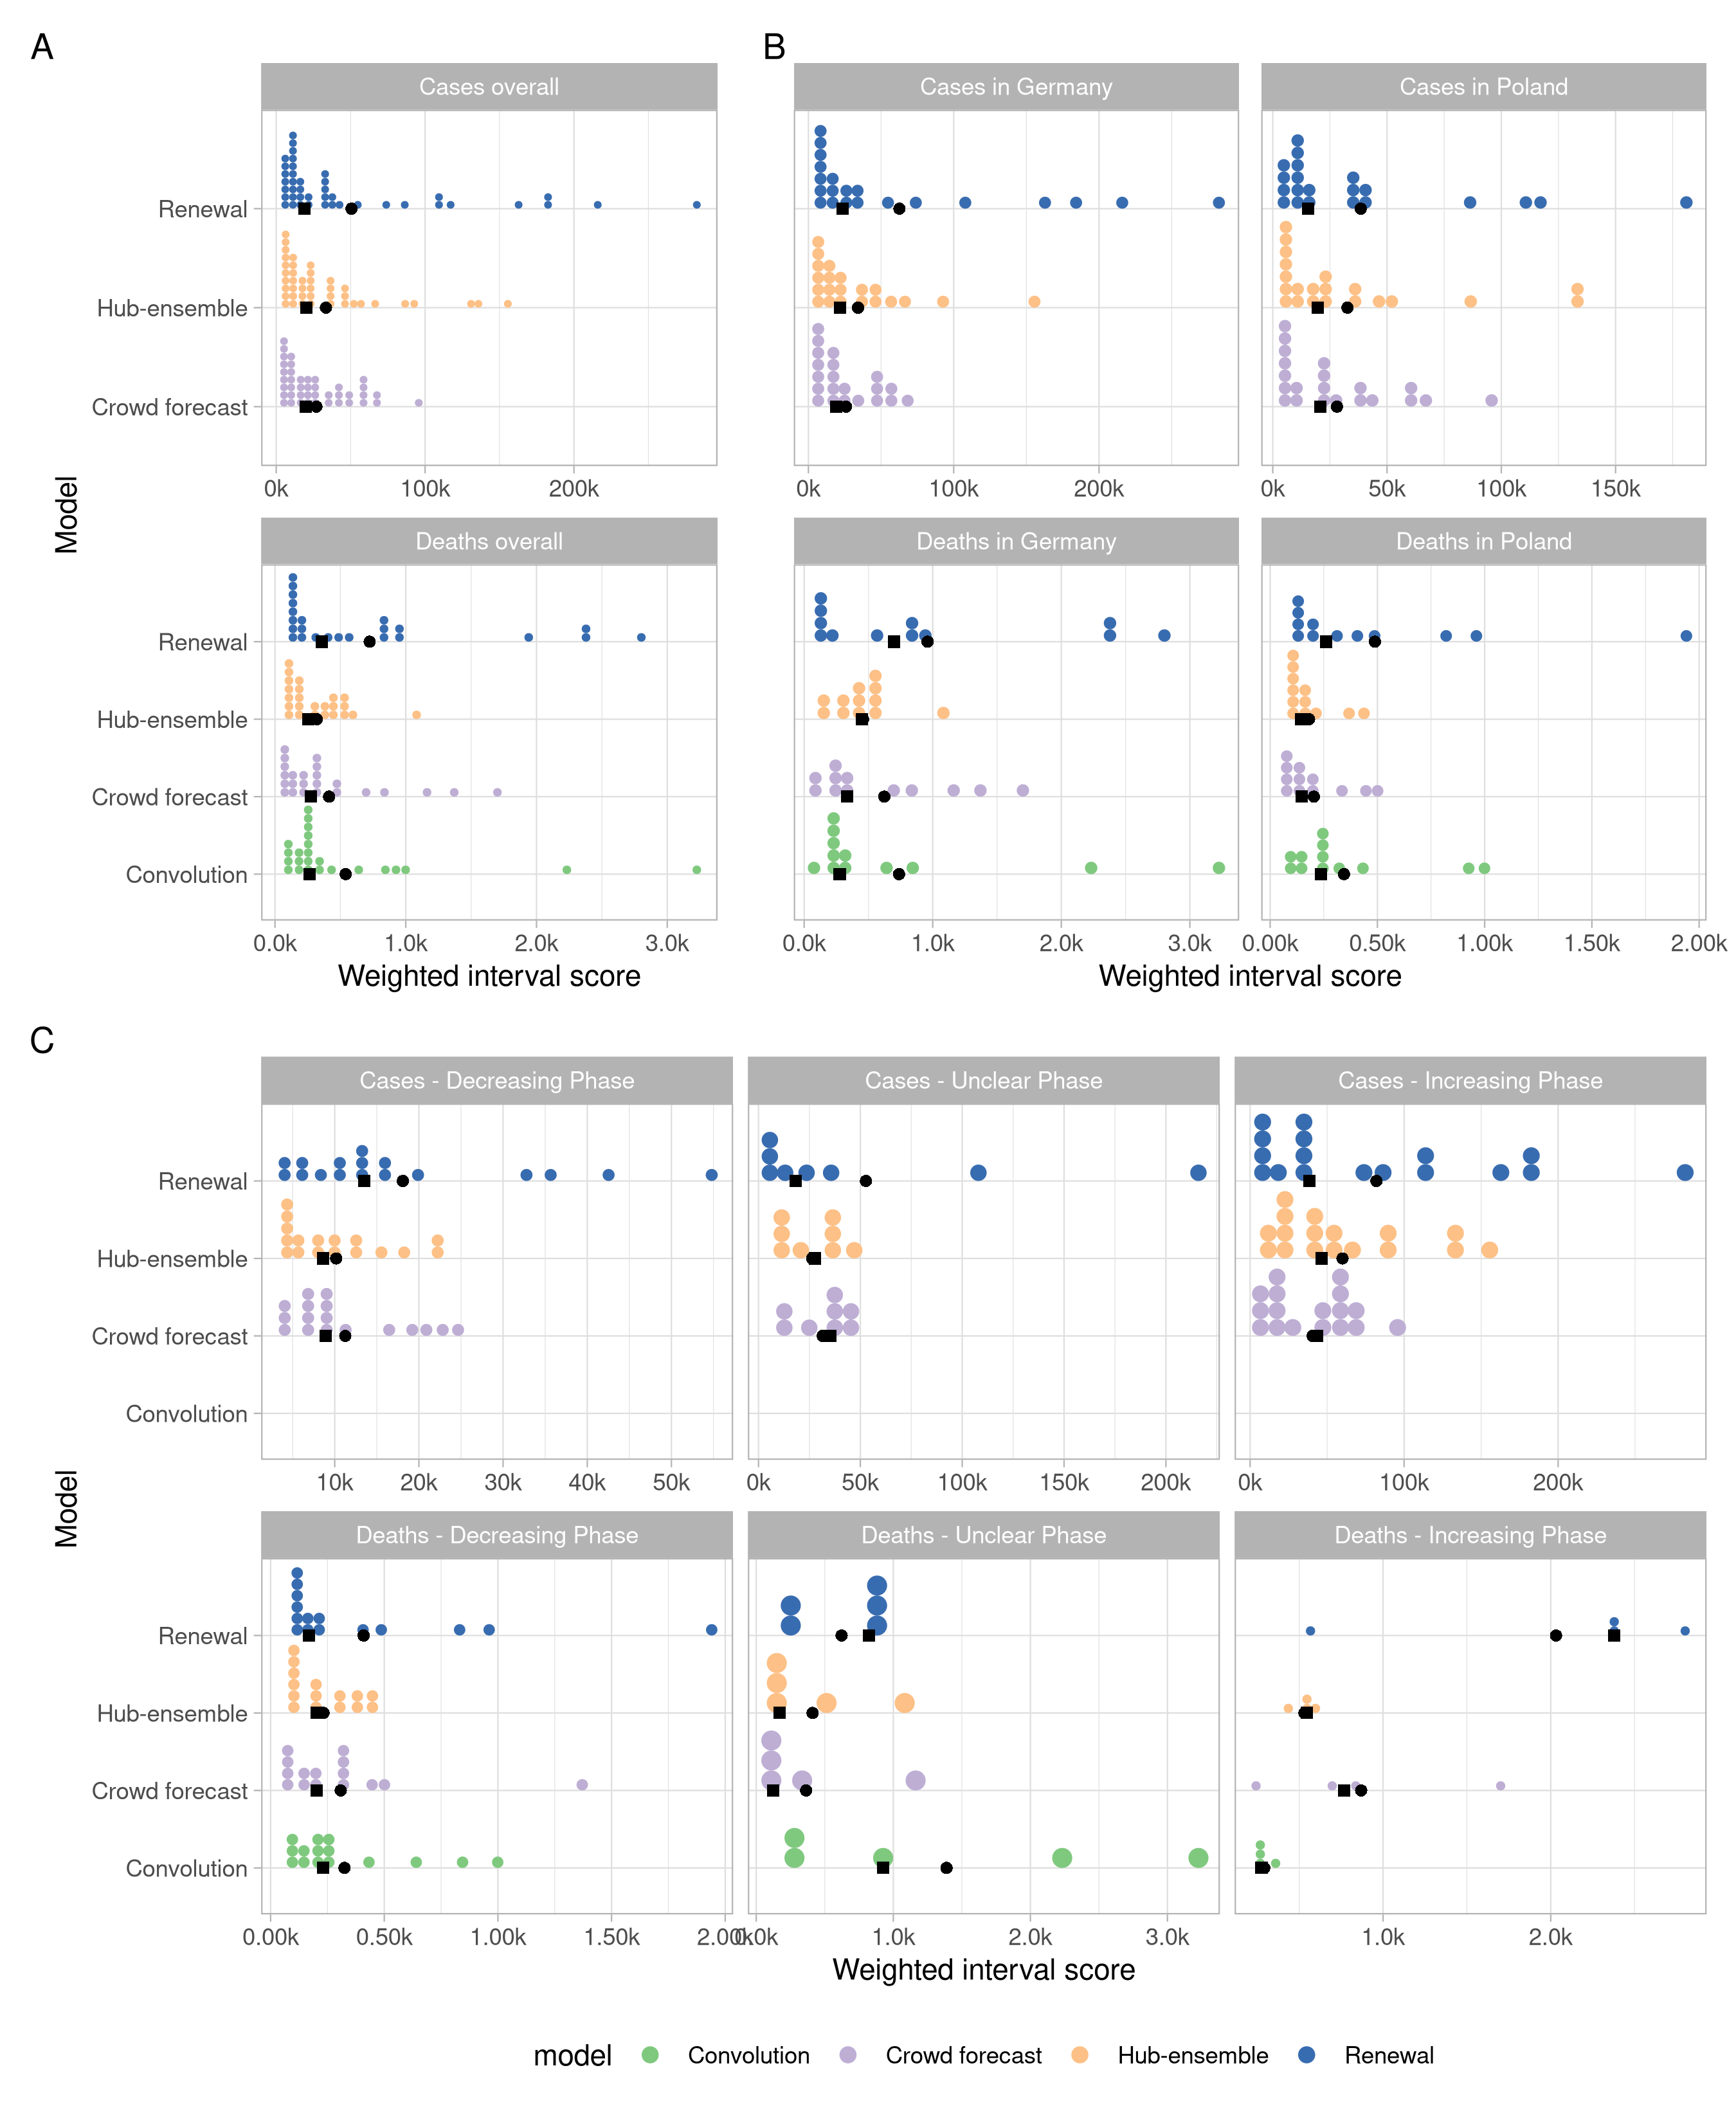 A
B
Cases overall
Cases in Germany
Cases in Poland
Renewal
Hub-ensemble
Crowd forecast
0k 100k 200k
0k 100k 200k
0k 50k 100k 150k
Model
Deaths overall
Deaths in Germany
Deaths in Poland
Renewal
Hub-ensemble
Crowd forecast
Convolution
0.0k 1.0k 2.0k 3.0k
0.0k 1.0k 2.0k 3.0k
0.00k 0.50k 1.00k 1.50k 2.00k
Weighted interval score
Weighted interval score
C
Cases - Decreasing Phase
Cases - Unclear Phase
Cases - Increasing Phase
Renewal
Hub-ensemble
Crowd forecast
Convolution
10k 20k 30k 40k 50k
0k 50k 100k 150k 200k
0k 100k 200k
Model
Deaths - Decreasing Phase
Deaths - Unclear Phase
Deaths - Increasing Phase
Renewal
Hub-ensemble
Crowd forecast
Convolution
0.00k 0.50k 1.00k 1.50k 2.00k
0.0k 1.0k 2.0k 3.0k
1.0k 2.0k
Weighted interval score
model Convolution Crowd forecast Hub-ensemble Renewal